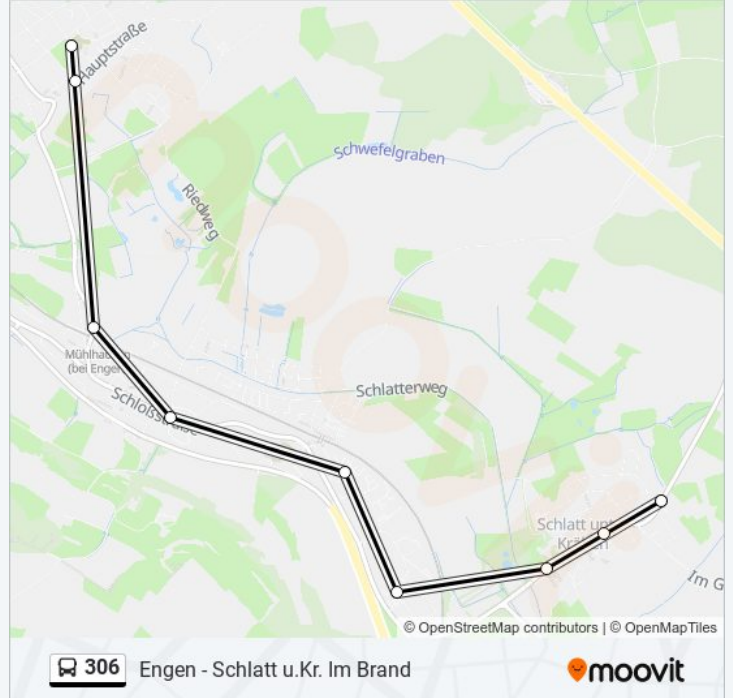 Hauptstraße
Schwefelgraben
Riedweg
Mühlhausen
(bei Engen
Schlatterweg
Schloßstraße
Schlatt unt
Krähen
Im G
© OpenStreetMap contributors | © OpenMapTiles
306 Engen - Schlatt u.Kr. Im Brand
moovit